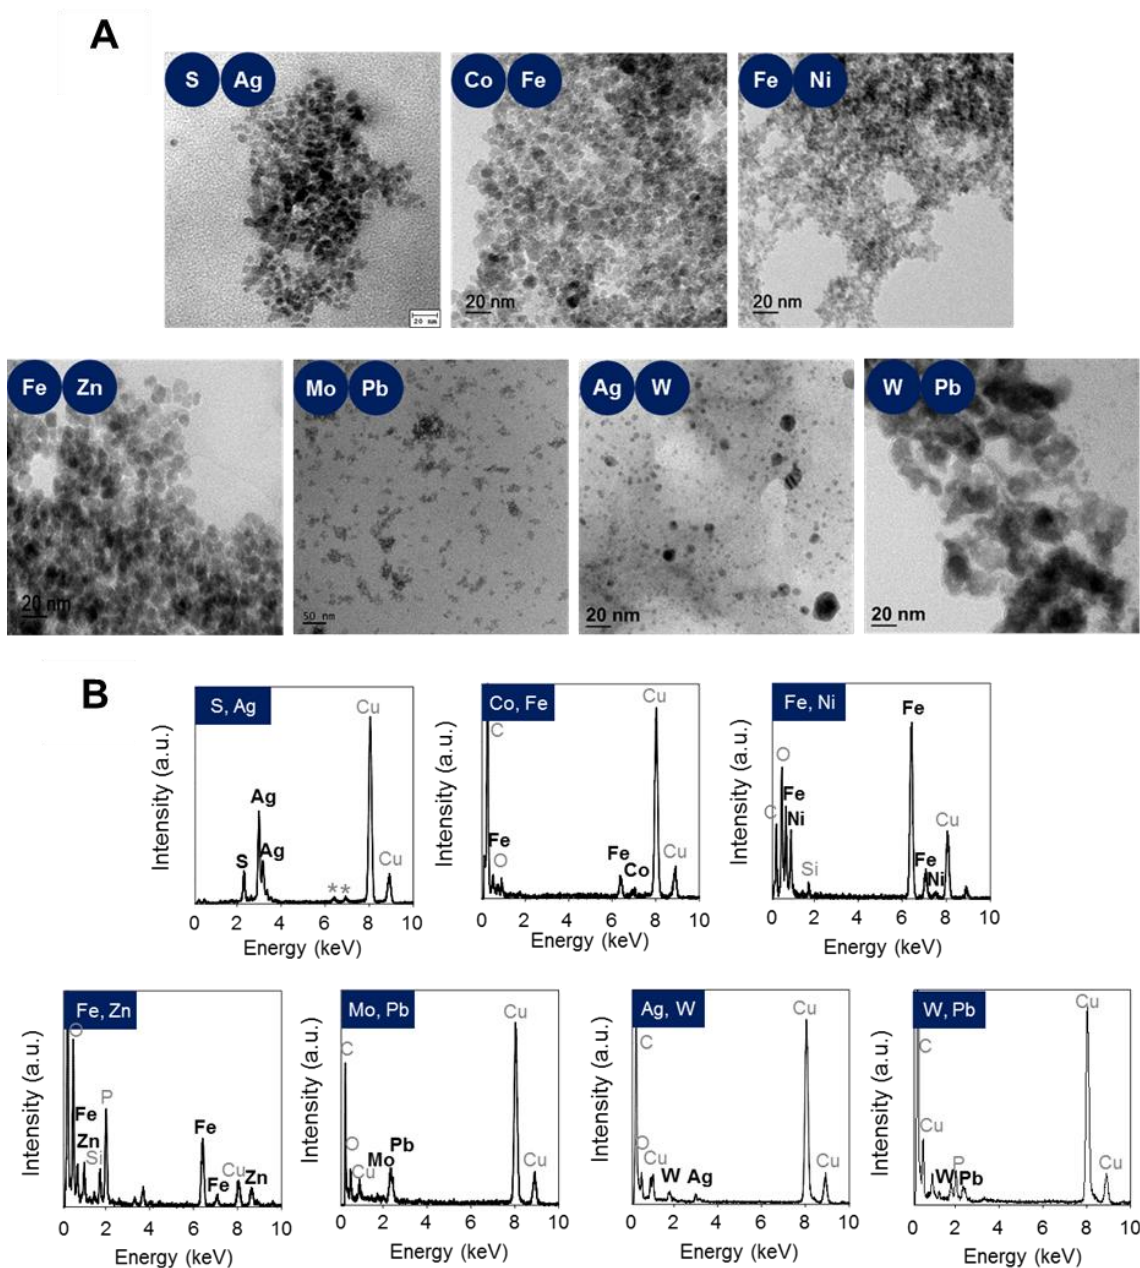 A
S Ag
Co Fe
Fe Ni
20 nm
20 nm
20 nm
Fe Zn
Mo Pb
Ag W
W Pb
20 nm
50 nm
20 nm
20 nm
B
S, Ag
Intensity (a.u.)
Cu
Ag
Ag
S
Cu
**
0 2 4 6 8 10
Energy (keV)
Co, Fe
Intensity (a.u.)
Cu
C
Fe
O
Fe
Co
Cu
0 2 4 6 8 10
Energy (keV)
Fe, Ni
Intensity (a.u.)
Fe
O
C
Fe
Ni
Cu
Si
Fe
Ni
0 2 4 6 8 10
Energy (keV)
Fe, Zn
Intensity (a.u.)
O
P
Fe
Zn
Si
Fe
Cu
Fe
Zn
0 2 4 6 8 10
Energy (keV)
Mo, Pb
Intensity (a.u.)
Cu
C
O
Pb
Mo
Cu
Cu
0 2 4 6 8 10
Energy (keV)
Ag, W
Intensity (a.u.)
Cu
C
O
Cu
W
Ag
Cu
0 2 4 6 8 10
Energy (keV)
W, Pb
Intensity (a.u.)
Cu
C
Cu
W
P
Pb
Cu
0 2 4 6 8 10
Energy (keV)